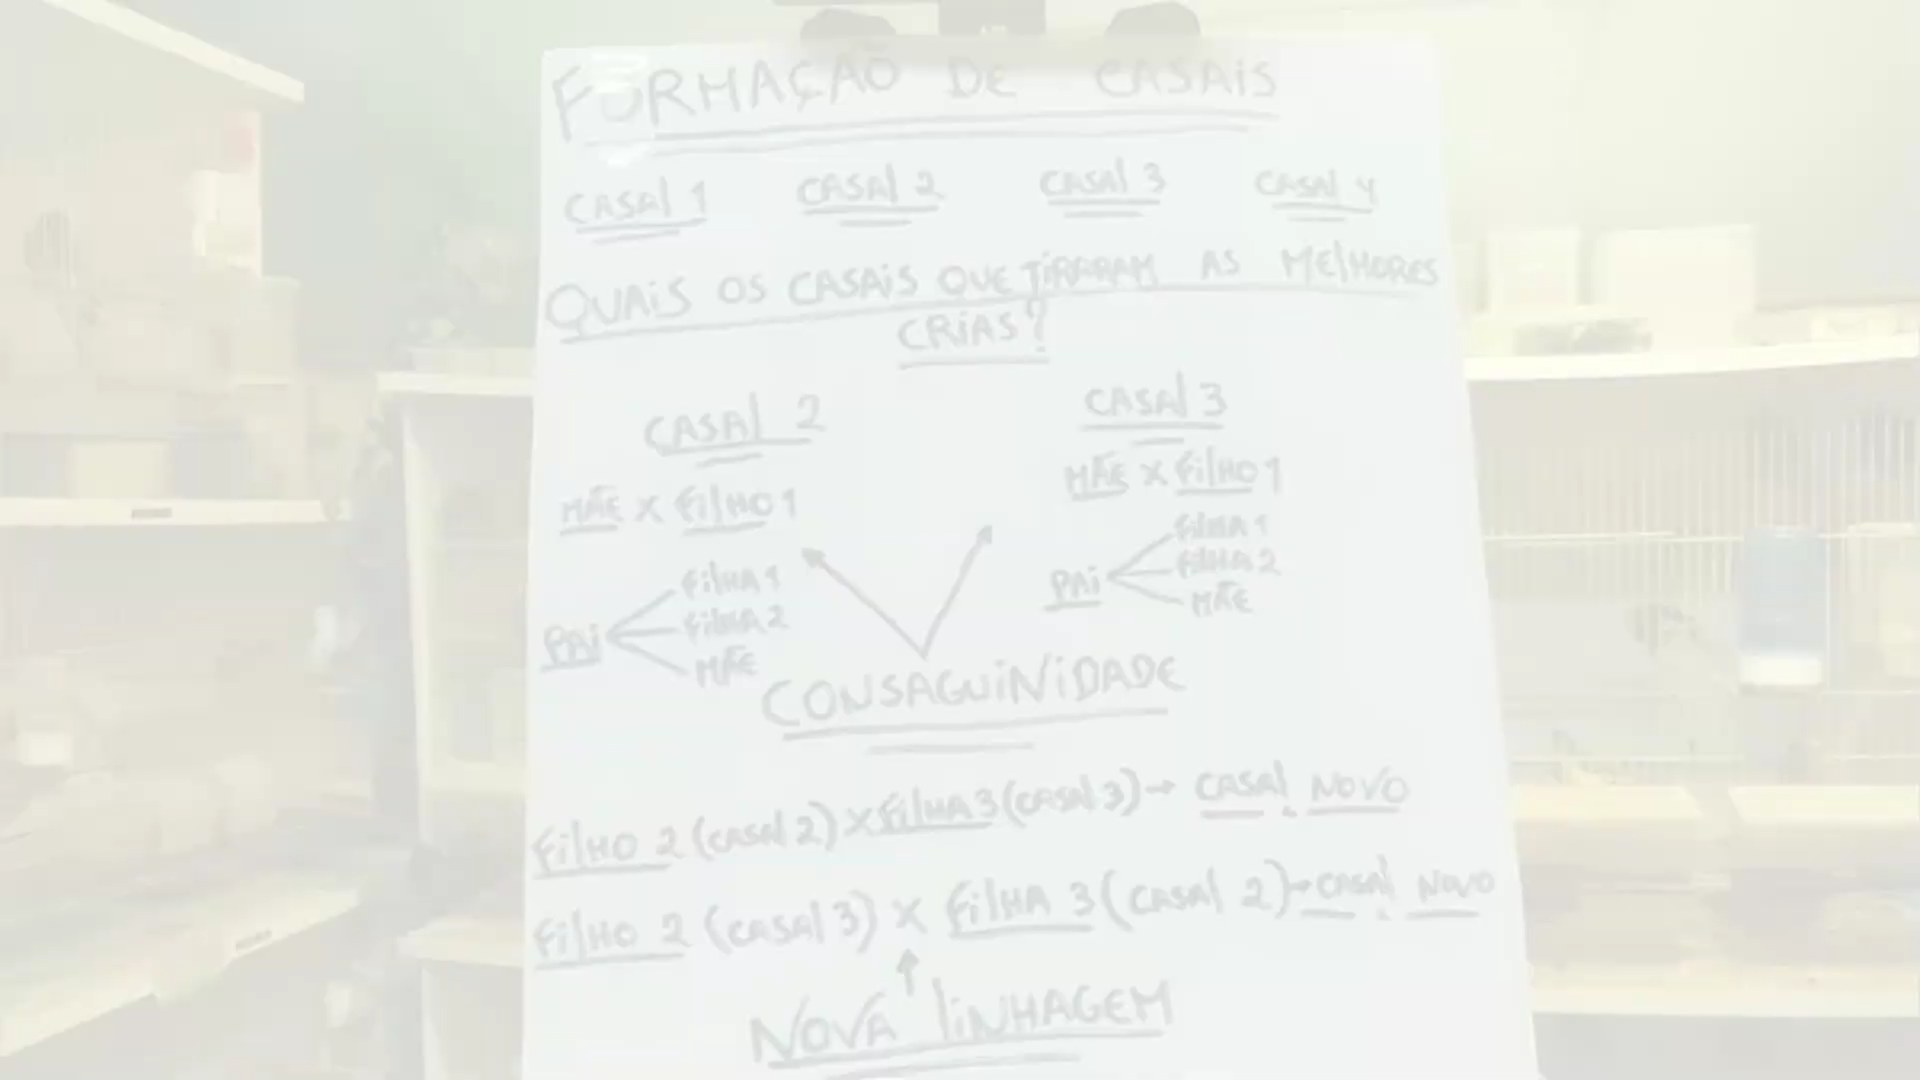 FORMAÇÃO DE CASAIS
CASAL 1 CASAL 2 CASAL 3 CASAL 4
QUAIS OS CASAIS QUE TIRARAM AS MELHORES
CRIAS?
CASAL 2
MÃE X FILHO 1
PAI
FILHA 1
FILHA 2
MÃE
CASAL 3
MÃE X FILHO 1
PAI
FILHA 1
FILHA 2
MÃE
CONSAGUINIDADE
FILHO 2 (CASAL 2) X FILHA 3 (CASAL 3) → CASAL NOVO
FILHO 2 (CASAL 3) X FILHA 3 (CASAL 2) → CASAL NOVO
NOVA LINHAGEM